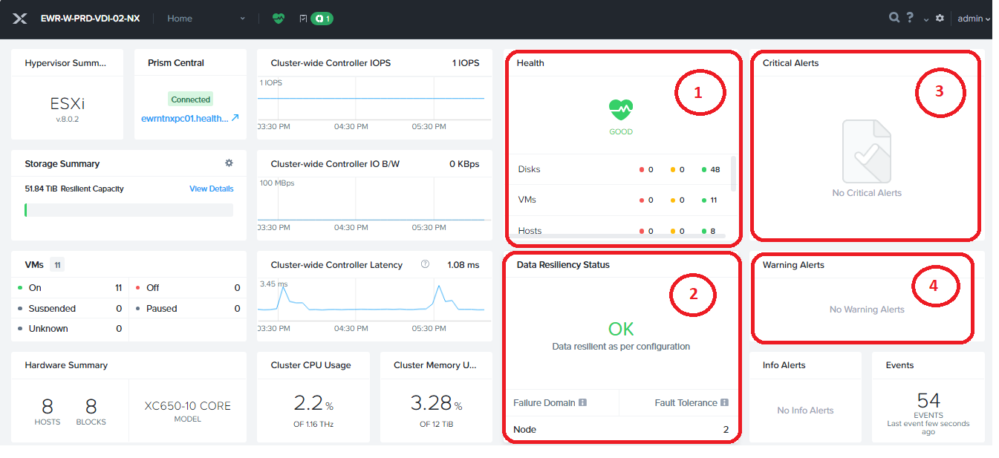 EWR-W-PRD-VDI-02-NX
Home
1
?
admin
Hypervisor Summ...
ESXi
v.8.0.2
Prism Central
Connected
ewrntnxpc01.health...
Storage Summary
51.84 TiB Resilient Capacity
View Details
VMs 11
On 11
Off 0
Suspended 0
Paused 0
Unknown 0
Hardware Summary
8
HOSTS
8
BLOCKS
XC650-10 CORE
MODEL
Cluster-wide Controller IOPS 1 IOPS
1 IOPS
03:30 PM 04:30 PM 05:30 PM
Cluster-wide Controller IO B/W 0 KBps
100 MBps
03:30 PM 04:30 PM 05:30 PM
Cluster-wide Controller Latency ? 1.08 ms
3.45 ms
03:30 PM 04:30 PM 05:30 PM
Cluster CPU Usage
2.2 %
OF 1.16 THz
Cluster Memory U...
3.28 %
OF 12 TiB
Health
1
GOOD
Disks 0 0 48
VMs 0 0 11
Hosts 0 0 8
Data Resiliency Status
2
OK
Data resilient as per configuration
Failure Domain i
Fault Tolerance i
Node 2
Critical Alerts
3
No Critical Alerts
Warning Alerts
4
No Warning Alerts
Info Alerts
No Info Alerts
Events
54
EVENTS
Last event few seconds
ago